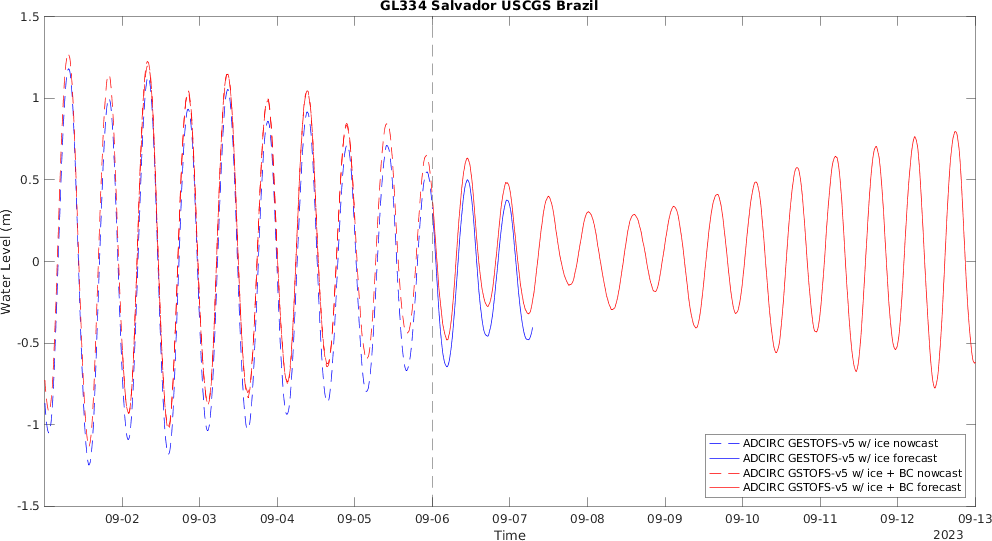 GL334 Salvador USCGS Brazil
1.5
1
0.5
0
-0.5
-1
-1.5
Water Level (m)
ADCIRC GESTOFS-v5 w/ ice nowcast
ADCIRC GESTOFS-v5 w/ ice forecast
ADCIRC GSTOFS-v5 w/ ice + BC nowcast
ADCIRC GSTOFS-v5 w/ ice + BC forecast
09-02 09-03 09-04 09-05 09-06 09-07 09-08 09-09 09-10 09-11 09-12 09-13
Time
2023